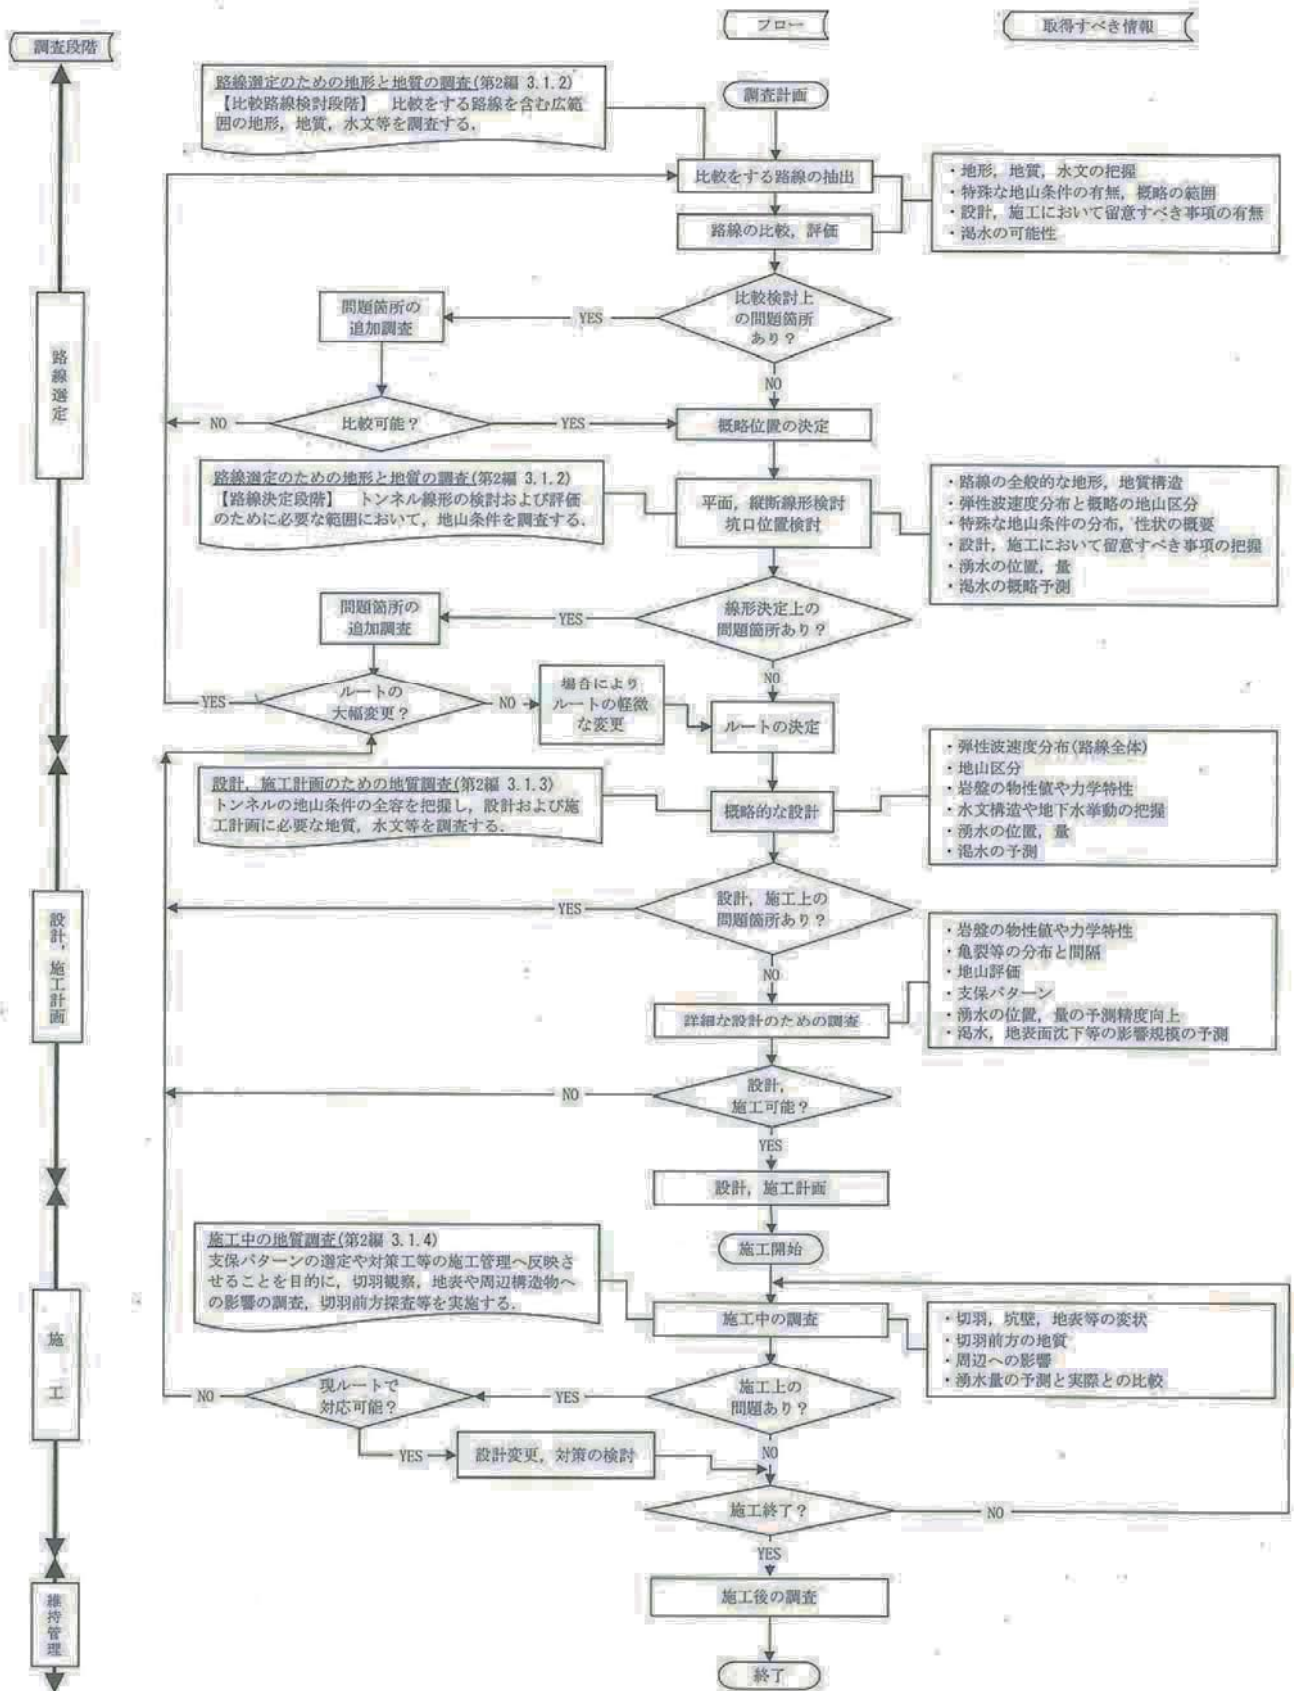 フロー
取得すべき情報
調査段階
路線選定のための地形と地質の調査(第2編 3.1.2)
【比較路線検討段階】 比較をする路線を含む広範
囲の地形，地質，水文等を調査する．
調査計画
比較をする路線の抽出
・地形，地質，水文の把握
・特殊な地山条件の有無，概略の範囲
・設計，施工において留意すべき事項の有無
・渇水の可能性
路線の比較，評価
比較検討上
の問題箇所
あり？
YES
問題箇所の
追加調査
NO
路線選定
比較可能？
NO
YES
概略位置の決定
路線選定のための地形と地質の調査(第2編 3.1.2)
【路線決定段階】 トンネル線形の検討および評価
のために必要な範囲において，地山条件を調査する．
平面，縦断線形検討
坑口位置検討
・路線の全般的な地形，地質構造
・弾性波速度分布と概略の地山区分
・特殊な地山条件の分布，性状の概要
・設計，施工において留意すべき事項の把握
・湧水の位置，量
・渇水の概略予測
線形決定上の
問題箇所あり？
YES
問題箇所の
追加調査
NO
ルートの
大幅変更？
YES
NO
場合により
ルートの軽微
な変更
ルートの決定
設計，施工計画のための地質調査(第2編 3.1.3)
トンネルの地山条件の全容を把握し，設計および施
工計画に必要な地質，水文等を調査する．
概略的な設計
・弾性波速度分布(路線全体)
・地山区分
・岩盤の物性値や力学特性
・水文構造や地下水挙動の把握
・湧水の位置，量
・渇水の予測
設計，施工上の
問題箇所あり？
YES
NO
設計，施工計画
詳細な設計のための調査
・岩盤の物性値や力学特性
・亀裂等の分布と間隔
・地山評価
・支保パターン
・湧水の位置，量の予測精度向上
・渇水，地表面沈下等の影響規模の予測
設計，
施工可能？
NO
YES
設計，施工計画
施工開始
施工中の地質調査(第2編 3.1.4)
支保パターンの選定や対策工等の施工管理へ反映さ
せることを目的に，切羽観察，地表や周辺構造物へ
の影響の調査，切羽前方探査等を実施する．
施工中の調査
・切羽，坑壁，地表等の変状
・切羽前方の地質
・周辺への影響
・湧水量の予測と実際との比較
施工
施工上の
問題あり？
YES
現ルートで
対応可能？
NO
YES
設計変更，対策の検討
NO
施工終了？
NO
YES
施工後の調査
維持管理
終了